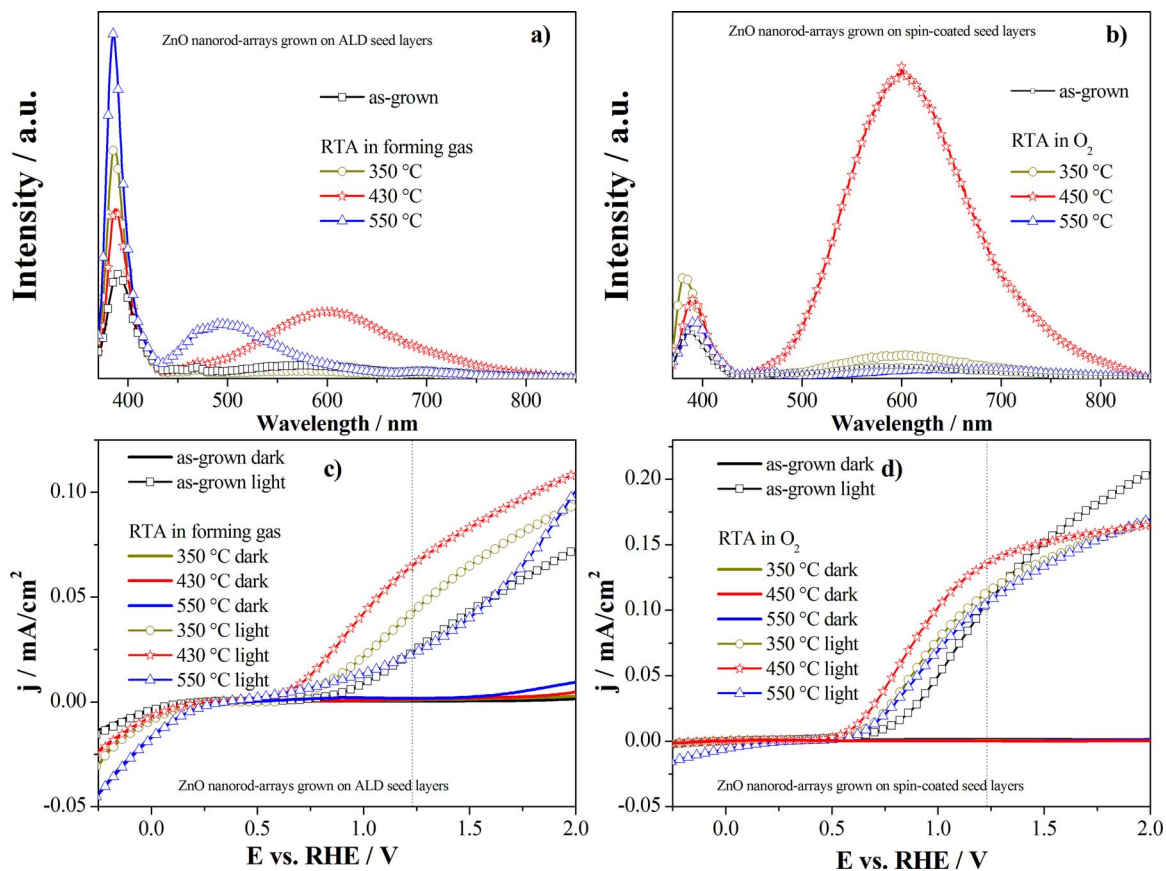 ZnO nanorod-arrays grown on ALD seed layers
a)
as-grown
RTA in forming gas
350 °C
430 °C
550 °C
Intensity / a.u.
400 500 600 700 800
Wavelength / nm
ZnO nanorod-arrays grown on spin-coated seed layers
b)
as-grown
RTA in O2
350 °C
450 °C
550 °C
Intensity / a.u.
400 500 600 700 800
Wavelength / nm
as-grown dark
c)
as-grown light
RTA in forming gas
350 °C dark
430 °C dark
550 °C dark
350 °C light
430 °C light
550 °C light
j / mA/cm2
0.10
0.05
0.00
-0.05
ZnO nanorod-arrays grown on ALD seed layers
0.0 0.5 1.0 1.5 2.0
E vs. RHE / V
as-grown dark
d)
as-grown light
RTA in O2
350 °C dark
450 °C dark
550 °C dark
350 °C light
450 °C light
550 °C light
j / mA/cm2
0.20
0.15
0.10
0.05
0.00
-0.05
ZnO nanorod-arrays grown on spin-coated seed layers
0.0 0.5 1.0 1.5 2.0
E vs. RHE / V